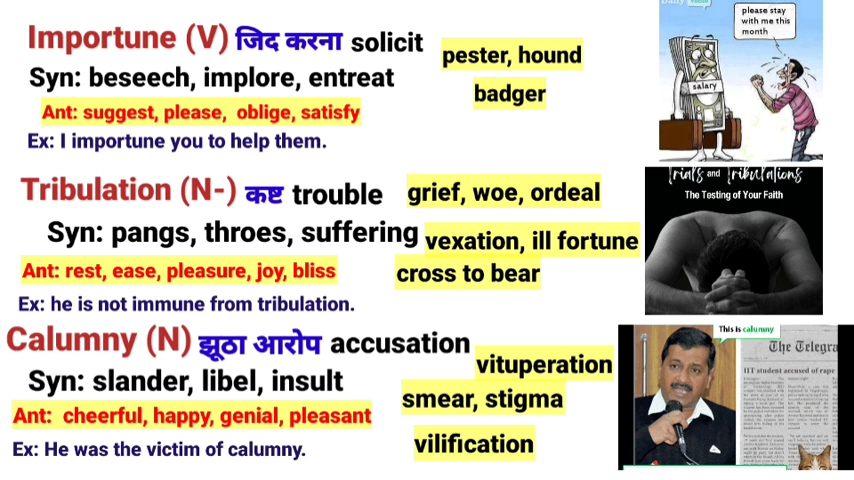 Importune (V) जिद करना solicit
pester, hound
Syn: beseech, implore, entreat
badger
Ant: suggest, please, oblige, satisfy
Ex: I importune you to help them.
Daily
please stay
with me this
month
salary
Tribulation (N-) कष्ट trouble
grief, woe, ordeal
Syn: pangs, throes, suffering
vexation, ill fortune
Ant: rest, ease, pleasure, joy, bliss
cross to bear
Ex: he is not immune from tribulation.
Trials and Tribulations
The Testing of Your Faith
Calumny (N) झूठा आरोप accusation
vituperation
Syn: slander, libel, insult
smear, stigma
Ant: cheerful, happy, genial, pleasant
vilification
Ex: He was the victim of calumny.
This is calumny
The Telegra
IIT student accused of rape